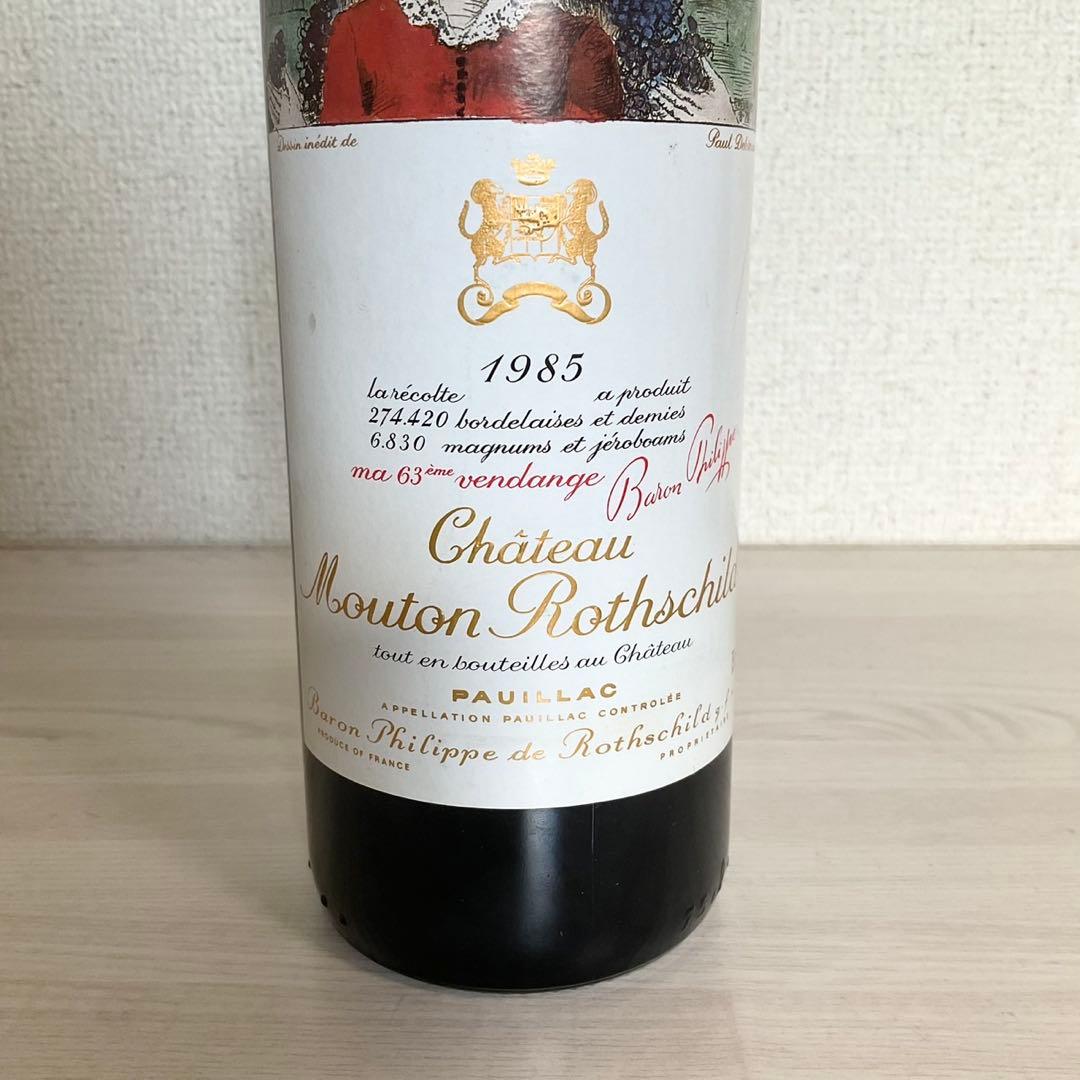 Dessin inédit de
Paul
1985
la récolte a produit
274.420 bordelaises et demies
6.830 magnums et jéroboams
ma 63ème vendange Baron Philippe
Château
Mouton Rothschild
tout en bouteilles au Château
PAUILLAC
APPELLATION PAUILLAC CONTROLÉE
Baron Philippe de Rothschild g.f.
PRODUCE OF FRANCE
PROPRIETAIRE